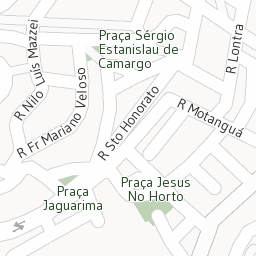 Praça Sérgio
Estanislau de
Camargo
R Nilo Luis Mazzei
R Fr Mariano Veloso
R Sto Honorato
R Motanguá
R Lontra
Praça
Jaguarima
Praça Jesus
No Horto